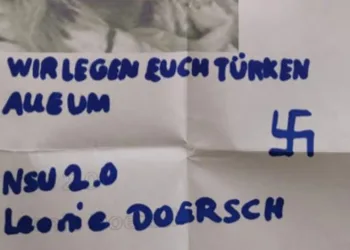 WIR LEGEN EUCH TÜRKEN
ALLE UM
NSU 2.0
Leonie DOERSCH